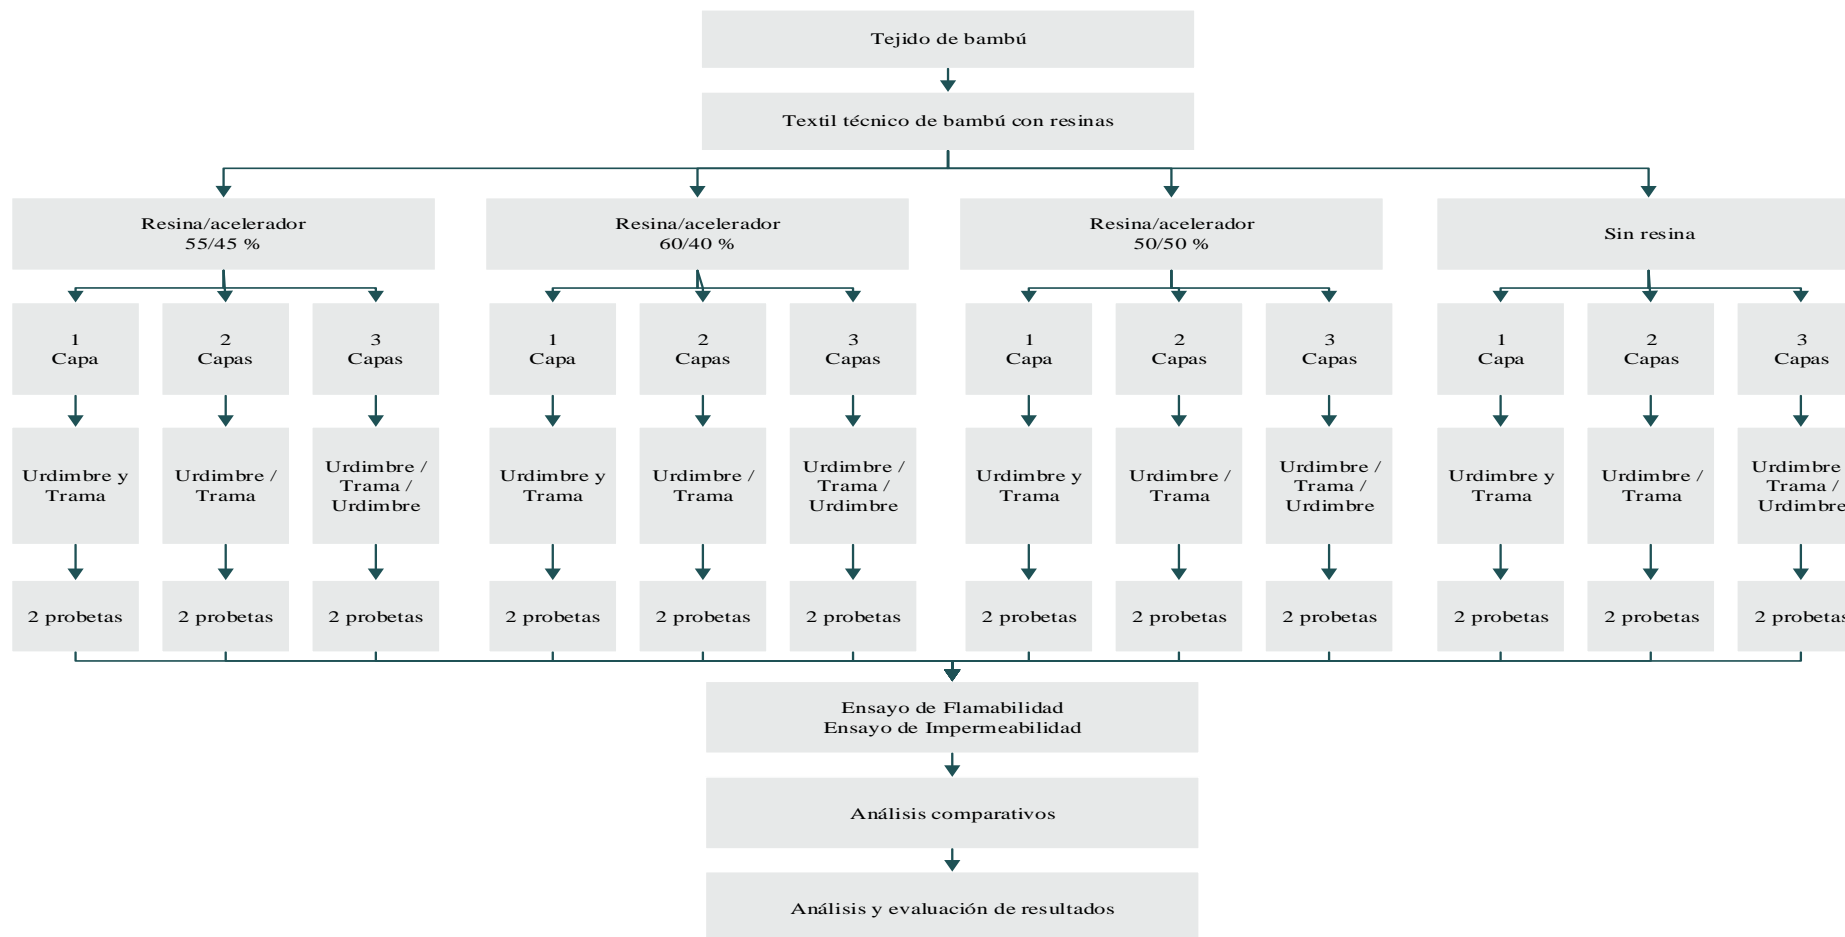 Tejido de bambú
Textil técnico de bambú con resinas
Resina/acelerador
55/45 %
Resina/acelerador
60/40 %
Resina/acelerador
50/50 %
Sin resina
1
Capa
2
Capas
3
Capas
1
Capa
2
Capas
3
Capas
1
Capa
2
Capas
3
Capas
1
Capa
2
Capas
3
Capas
Urdimbre y
Trama
Urdimbre /
Trama
Urdimbre /
Trama /
Urdimbre
Urdimbre y
Trama
Urdimbre /
Trama
Urdimbre /
Trama /
Urdimbre
Urdimbre y
Trama
Urdimbre /
Trama
Urdimbre /
Trama /
Urdimbre
Urdimbre y
Trama
Urdimbre /
Trama
Urdimbre
Trama /
Urdimbre
2 probetas
2 probetas
2 probetas
2 probetas
2 probetas
2 probetas
2 probetas
2 probetas
2 probetas
2 probetas
2 probetas
2 probetas
Ensayo de Flamabilidad
Ensayo de Impermeabilidad
Análisis comparativos
Análisis y evaluación de resultados